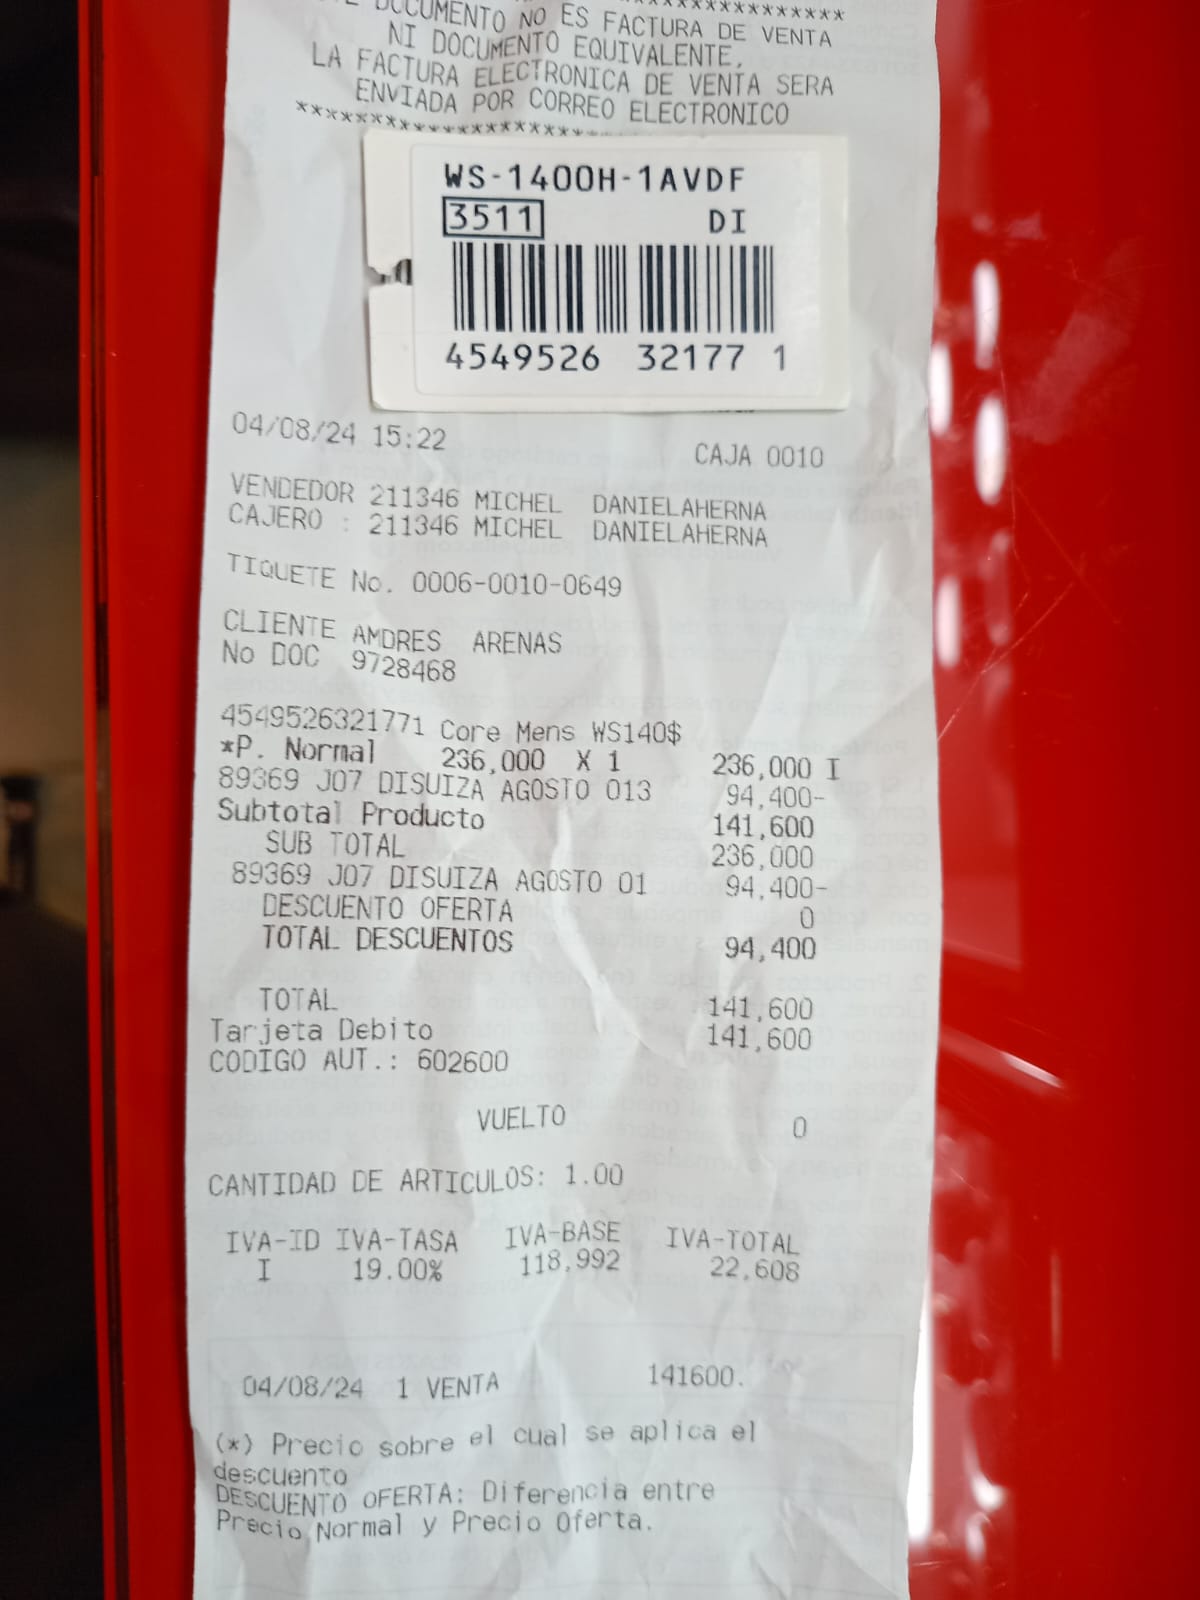 DOCUMENTO NO ES FACTURA DE VENTA
NI DOCUMENTO EQUIVALENTE.
LA FACTURA ELECTRONICA DE VENTA SERA
ENVIADA POR CORREO ELECTRONICO
WS-1400H-1AVDF
3511 DI
4549526 32177 1
04/08/24 15:22 CAJA 0010
VENDEDOR 211346 MICHEL DANIELAHERNA
CAJERO : 211346 MICHEL DANIELAHERNA
TIQUETE No. 0006-0010-0649
CLIENTE AMDRES ARENAS
No DOC 9728468
4549526321771 Core Mens WS140$
*P. Normal 236,000 X 1 236,000 I
89369 J07 DISUIZA AGOSTO 013 94,400-
Subtotal Producto 141,600
SUB TOTAL 236,000
89369 J07 DISUIZA AGOSTO 01 94,400-
DESCUENTO OFERTA 0
TOTAL DESCUENTOS 94,400
TOTAL 141,600
Tarjeta Debito 141,600
CODIGO AUT.: 602600
VUELTO 0
CANTIDAD DE ARTICULOS: 1.00
IVA-ID IVA-TASA IVA-BASE IVA-TOTAL
I 19.00% 118,992 22,608
04/08/24 1 VENTA 141600.
(*) Precio sobre el cual se aplica el
descuento
DESCUENTO OFERTA: Diferencia entre
Precio Normal y Precio Oferta.